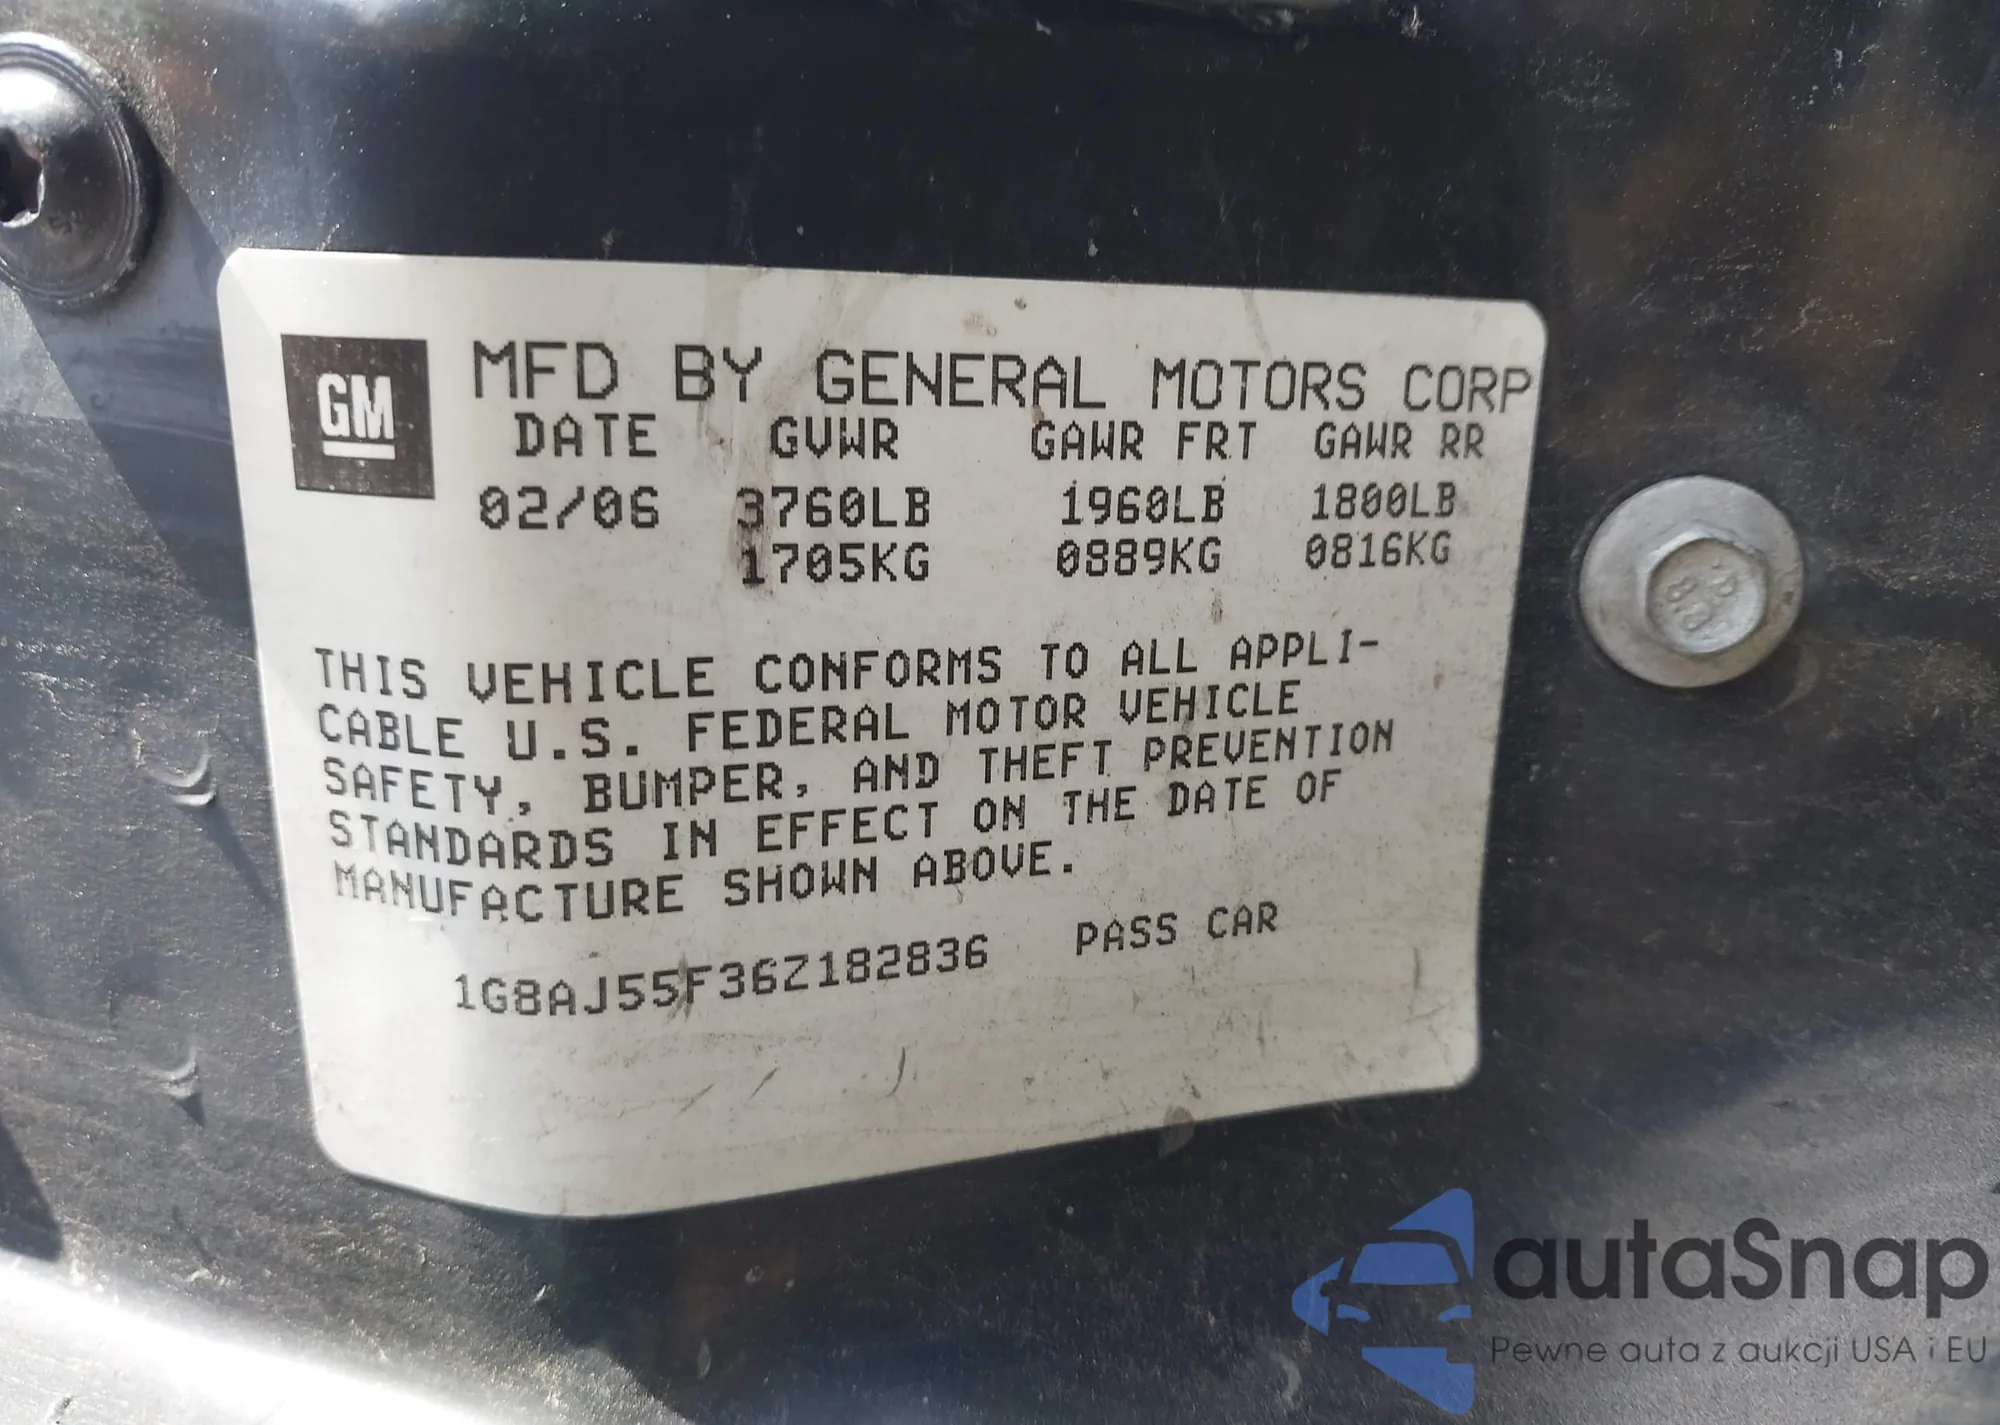 GM
MFD BY GENERAL MOTORS CORP
DATE GVWR GAWR FRT GAWR RR
02/06 3760LB 1960LB 1800LB
1705KG 0889KG 0816KG
THIS VEHICLE CONFORMS TO ALL APPLI-
CABLE U.S. FEDERAL MOTOR VEHICLE
SAFETY, BUMPER, AND THEFT PREVENTION
STANDARDS IN EFFECT ON THE DATE OF
MANUFACTURE SHOWN ABOVE.
1G8AJ55F36Z182836 PASS CAR
autaSnap
Pewne auta z aukcji USA i EU